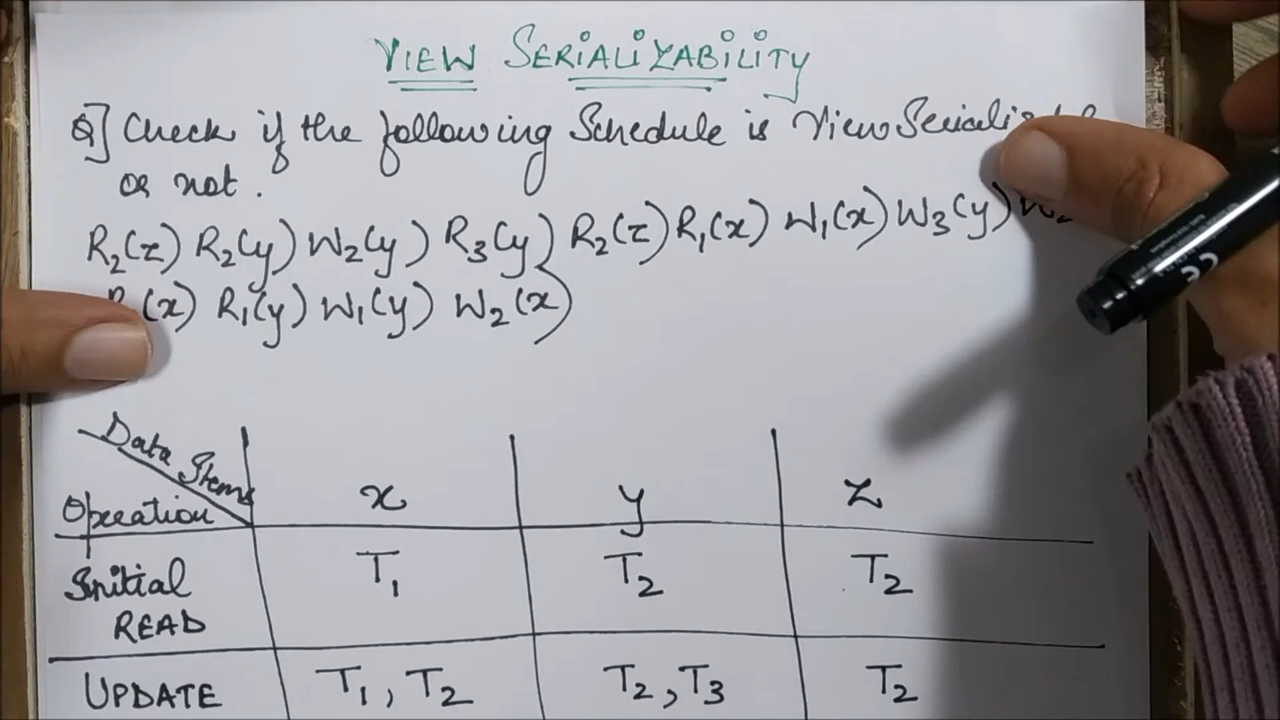 VIEW SERIALIZABILITY
Q] Check if the following Schedule is View
or not.
R₂(z) R₂(y) W₂(y) R₃(y) R₂(z) R₁(x) W₁(x) W₃(y)
(x) R₁(y) W₁(y) W₂(x)
Data Items
Operation
x y z
Initial READ
T₁ T₂ T₂
UPDATE T₁, T₂ T₂, T₃ T₂